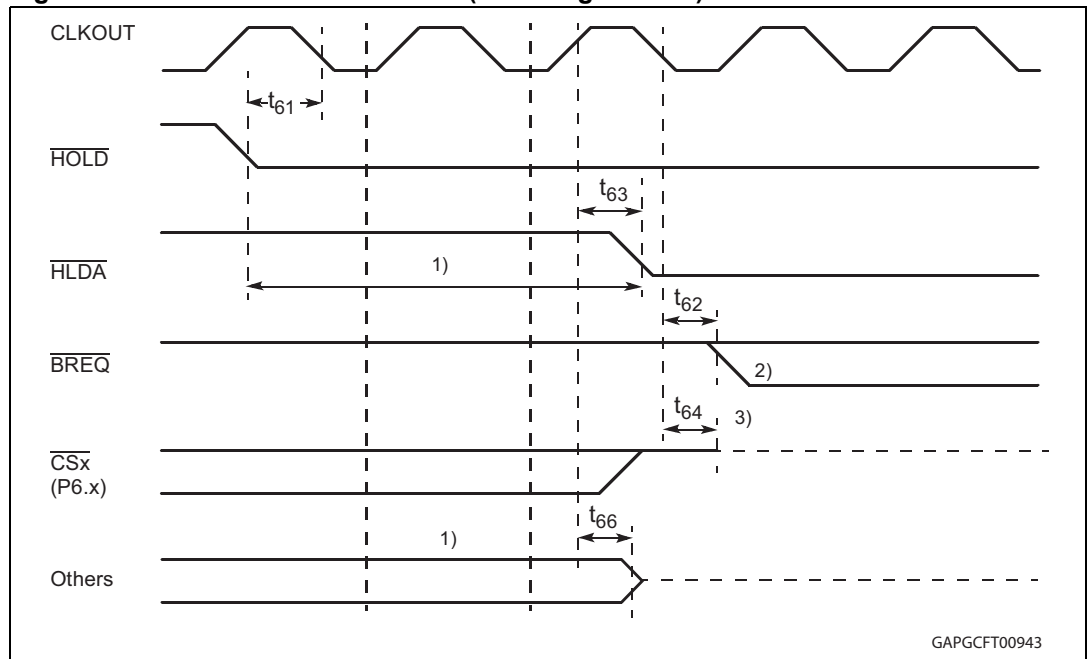 CLKOUT
t61
HOLD
t63
HLDA
1)
t62
BREQ
2)
t64
3)
CSx
(P6.x)
t66
1)
Others
GAPGCFT00943